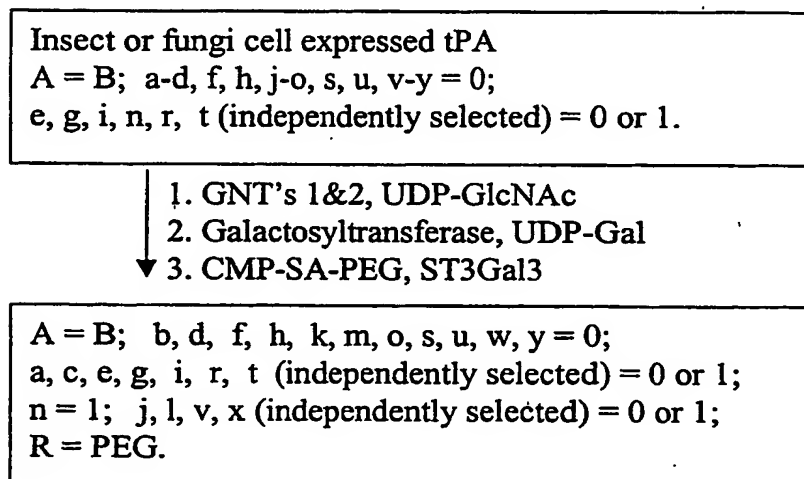 Insect or fungi cell expressed tPA
A = B; a-d, f, h, j-o, s, u, v-y = 0;
e, g, i, n, r, t (independently selected) = 0 or 1.
1. GNT's 1&2, UDP-GlcNAc
2. Galactosyltransferase, UDP-Gal
3. CMP-SA-PEG, ST3Gal3
A = B; b, d, f, h, k, m, o, s, u, w, y = 0;
a, c, e, g, i, r, t (independently selected) = 0 or 1;
n = 1; j, l, v, x (independently selected) = 0 or 1;
R = PEG.